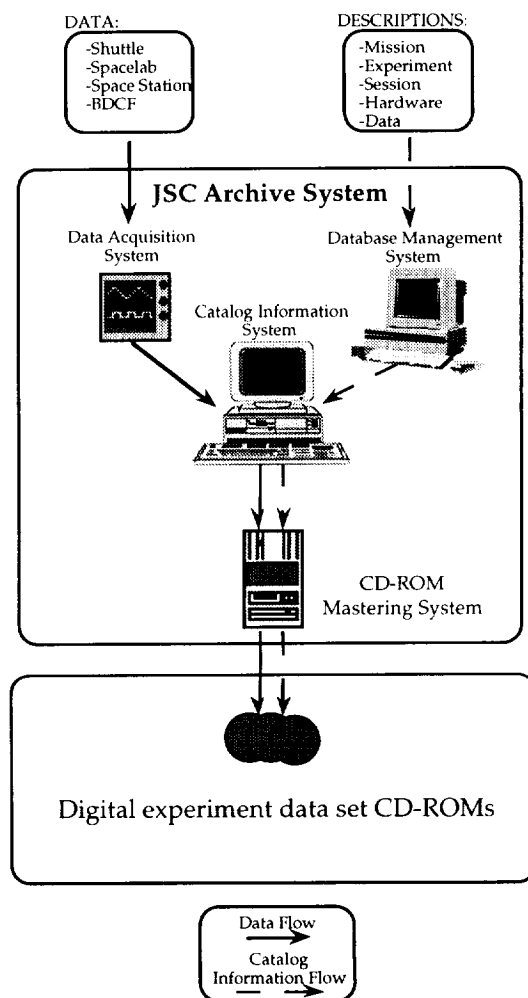 DATA:
-Shuttle
-Spacelab
-Space Station
-BDCF
DESCRIPTIONS:
-Mission
-Experiment
-Session
-Hardware
-Data
JSC Archive System
Data Acquisition
System
Database Management
System
Catalog Information
System
CD-ROM
Mastering System
Digital experiment data set CD-ROMs
Data Flow
Catalog
Information Flow